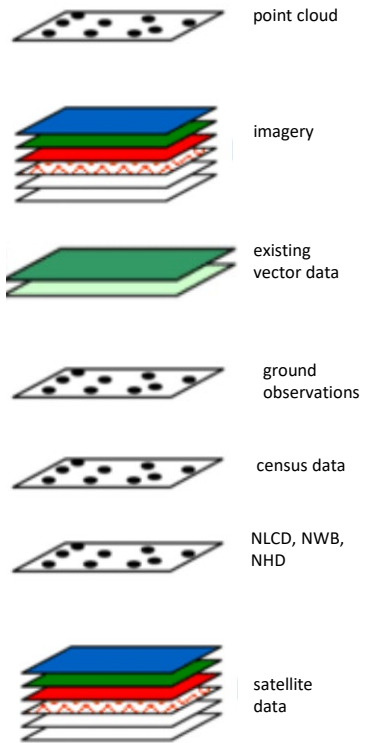 point cloud
imagery
existing
vector data
ground
observations
census data
NLCD, NWB,
NHD
satellite
data